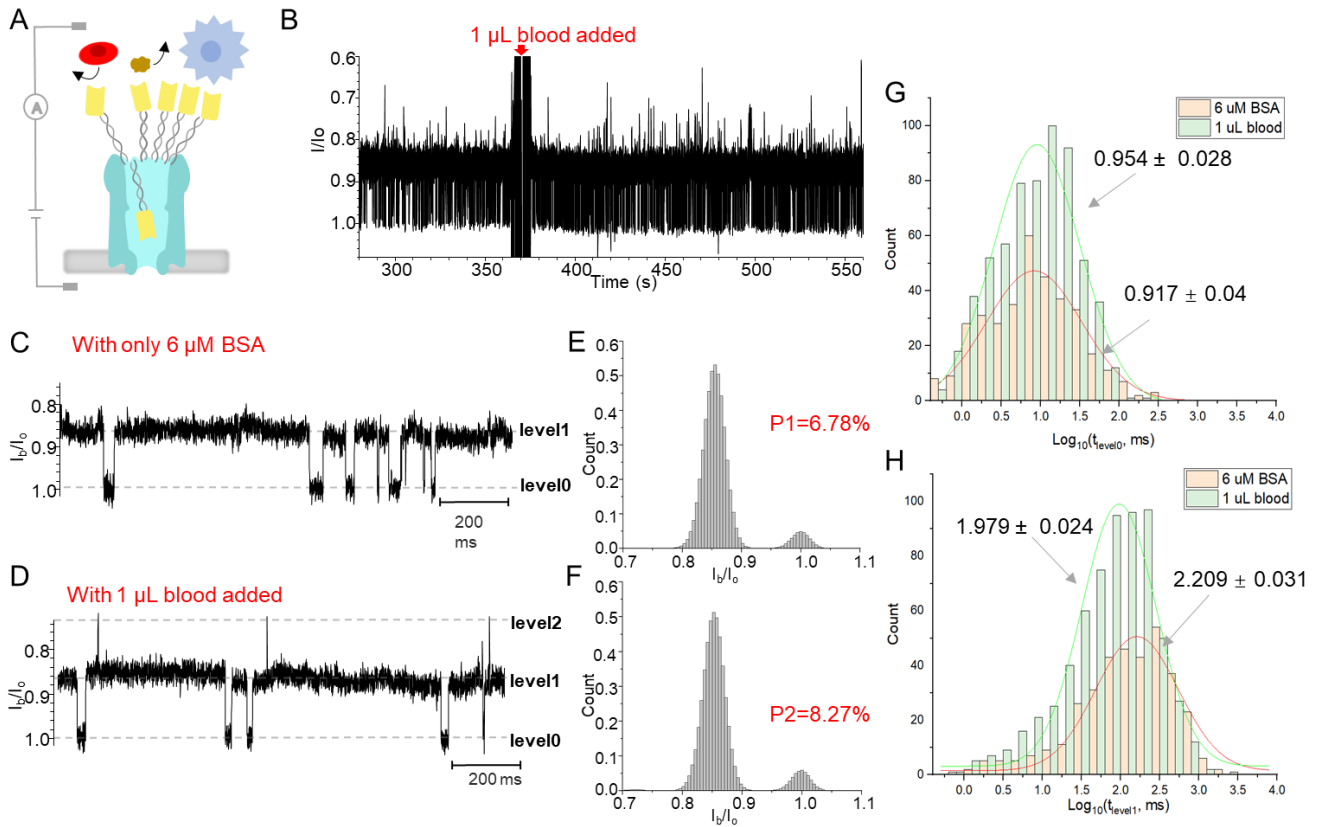 A
A
B
1 µL blood added
I/Io
0.6
0.7
0.8
0.9
1.0
300
330
360
390
420
450
480
510
540
Time (s)
C
With only 6 µM BSA
Ib/Io
0.8
0.9
1.0
level1
level0
200
ms
D
With 1 µL blood added
Ib/Io
0.8
0.9
1.0
level2
level1
level0
200 ms
E
Count
0.6
0.5
0.4
0.3
0.2
0.1
0.0
P1=6.78%
0.7 0.8 0.9 1.0 1.1
Ib/Io
F
Count
0.5
0.4
0.3
0.2
0.1
0.0
P2=8.27%
0.7 0.8 0.9 1.0 1.1
Ib/Io
G
6 uM BSA
1 uL blood
Count
100
80
60
40
20
0
0.954 ± 0.028
0.917 ± 0.04
0.0 0.5 1.0 1.5 2.0 2.5 3.0 3.5 4.0
Log10(tlevel0, ms)
H
6 uM BSA
1 uL blood
Count
100
80
60
40
20
0
1.979 ± 0.024
2.209 ± 0.031
0.0 0.5 1.0 1.5 2.0 2.5 3.0 3.5 4.0
Log10(tlevel1, ms)